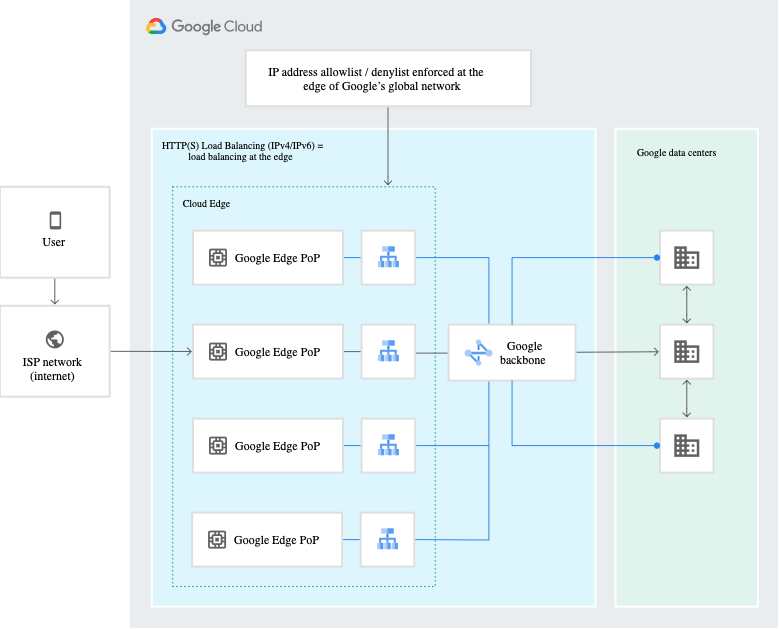 Google Cloud
IP address allowlist / denylist enforced at the
edge of Google’s global network
HTTP(S) Load Balancing (IPv4/IPv6) =
load balancing at the edge
Google data centers
Cloud Edge
User
Google Edge PoP
ISP network
(internet)
Google Edge PoP
Google
backbone
Google Edge PoP
Google Edge PoP